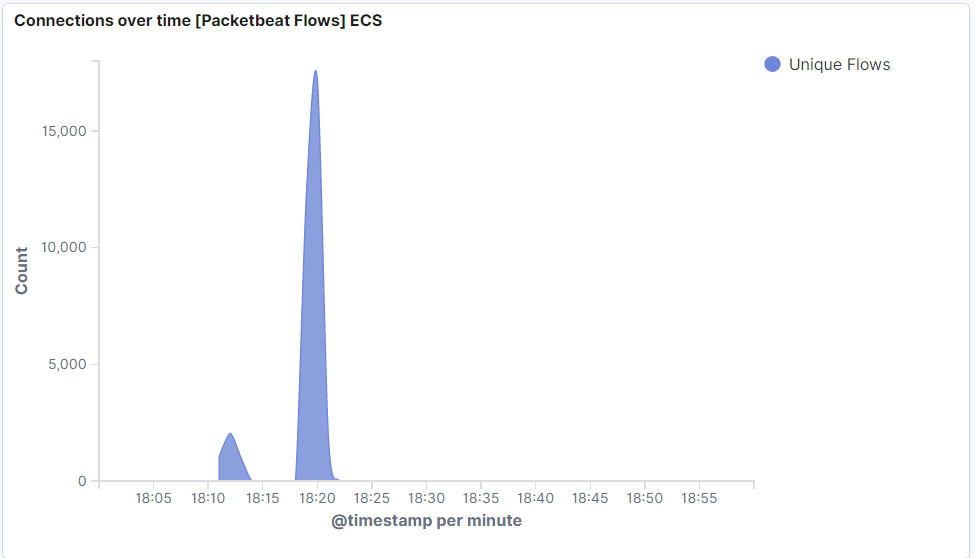 Connections over time [Packetbeat Flows] ECS
Unique Flows
Count
15,000
10,000
5,000
0
18:05 18:10 18:15 18:20 18:25 18:30 18:35 18:40 18:45 18:50 18:55
@timestamp per minute